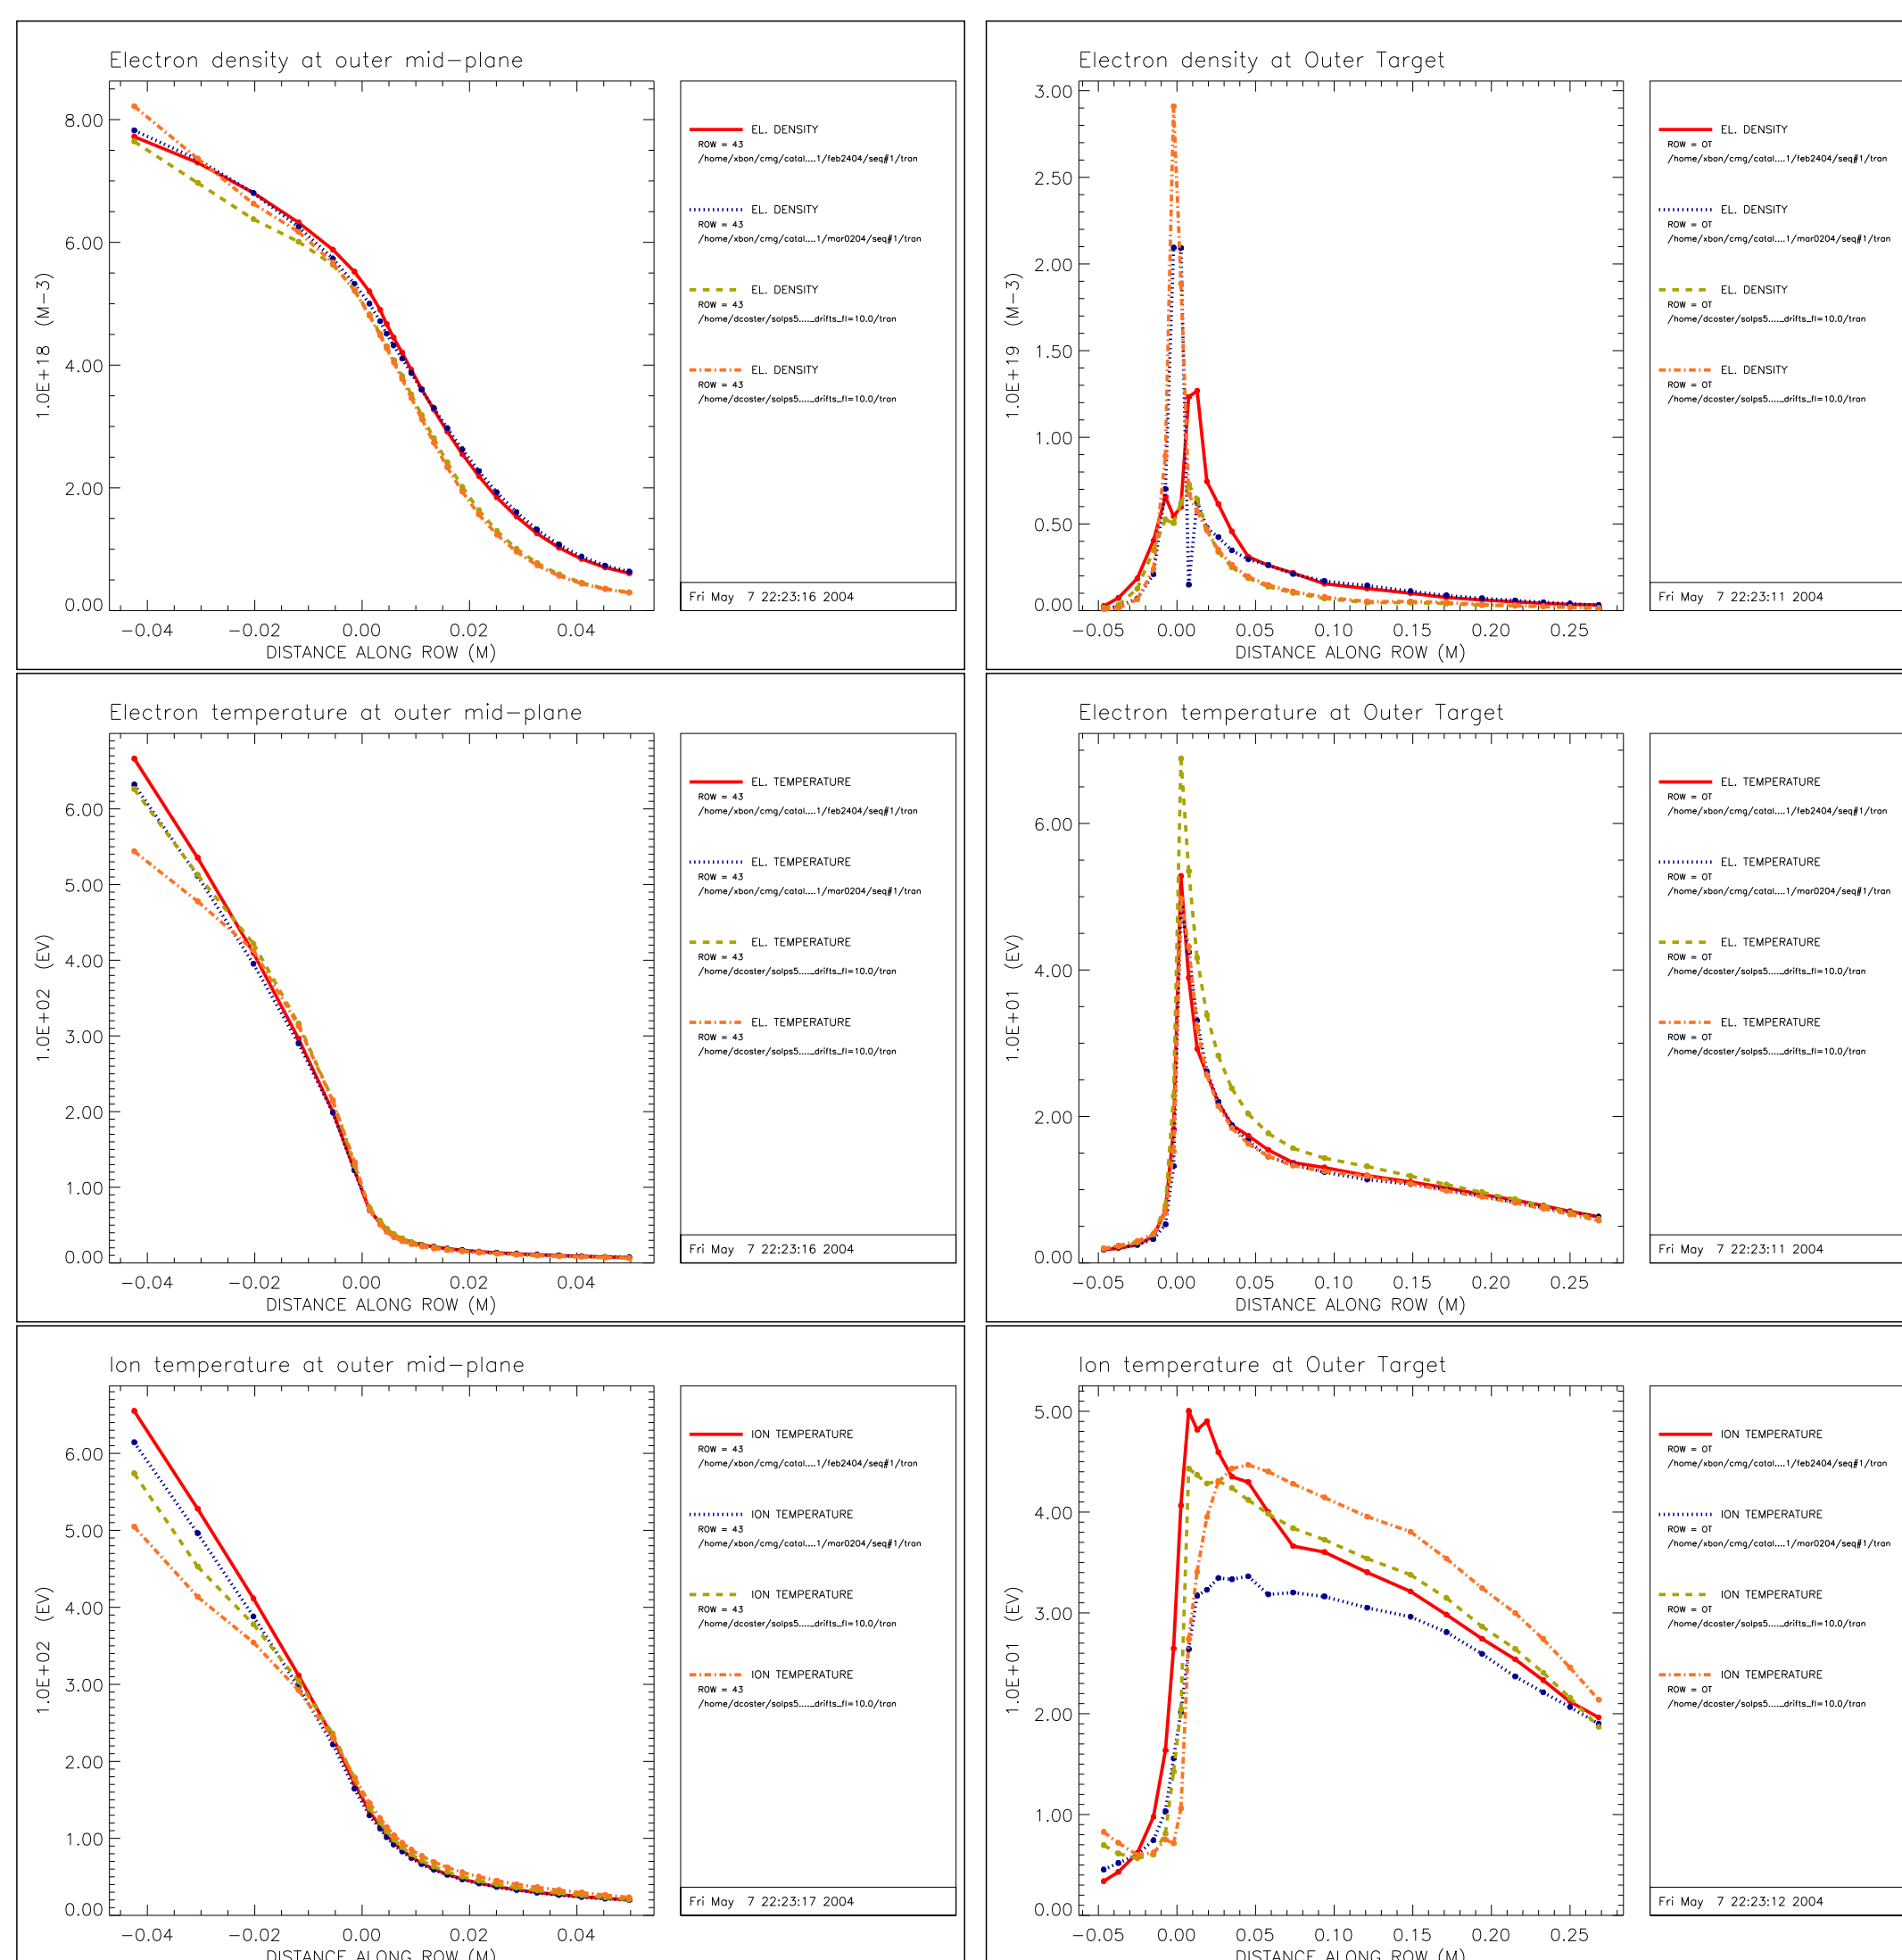 Electron density at outer mid-plane
8.00
6.00
4.00
2.00
0.00
1.0E+18 (M-3)
-0.04 -0.02 0.00 0.02 0.04
DISTANCE ALONG ROW (M)
EL. DENSITY
ROW = 43
/home/xbon/cmg/catal....1/feb2404/seq#1/tran
EL. DENSITY
ROW = 43
/home/xbon/cmg/catal....1/mar0204/seq#1/tran
EL. DENSITY
ROW = 43
/home/dcoster/solps5...._drifts_fl=10.0/tran
EL. DENSITY
ROW = 43
/home/dcoster/solps5...._drifts_fl=10.0/tran
Fri May 7 22:23:16 2004
Electron density at Outer Target
3.00
2.50
2.00
1.50
1.00
0.50
0.00
1.0E+19 (M-3)
-0.05 0.00 0.05 0.10 0.15 0.20 0.25
DISTANCE ALONG ROW (M)
EL. DENSITY
ROW = OT
/home/xbon/cmg/catal....1/feb2404/seq#1/tran
EL. DENSITY
ROW = OT
/home/xbon/cmg/catal....1/mar0204/seq#1/tran
EL. DENSITY
ROW = OT
/home/dcoster/solps5...._drifts_fl=10.0/tran
EL. DENSITY
ROW = OT
/home/dcoster/solps5...._drifts_fl=10.0/tran
Fri May 7 22:23:11 2004
Electron temperature at outer mid-plane
6.00
5.00
4.00
3.00
2.00
1.00
0.00
1.0E+02 (EV)
-0.04 -0.02 0.00 0.02 0.04
DISTANCE ALONG ROW (M)
EL. TEMPERATURE
ROW = 43
/home/xbon/cmg/catal....1/feb2404/seq#1/tran
EL. TEMPERATURE
ROW = 43
/home/xbon/cmg/catal....1/mar0204/seq#1/tran
EL. TEMPERATURE
ROW = 43
/home/dcoster/solps5...._drifts_fl=10.0/tran
EL. TEMPERATURE
ROW = 43
/home/dcoster/solps5...._drifts_fl=10.0/tran
Fri May 7 22:23:16 2004
Electron temperature at Outer Target
6.00
4.00
2.00
0.00
1.0E+01 (EV)
-0.05 0.00 0.05 0.10 0.15 0.20 0.25
DISTANCE ALONG ROW (M)
EL. TEMPERATURE
ROW = OT
/home/xbon/cmg/catal....1/feb2404/seq#1/tran
EL. TEMPERATURE
ROW = OT
/home/xbon/cmg/catal....1/mar0204/seq#1/tran
EL. TEMPERATURE
ROW = OT
/home/dcoster/solps5...._drifts_fl=10.0/tran
EL. TEMPERATURE
ROW = OT
/home/dcoster/solps5...._drifts_fl=10.0/tran
Fri May 7 22:23:11 2004
Ion temperature at outer mid-plane
6.00
5.00
4.00
3.00
2.00
1.00
0.00
1.0E+02 (EV)
-0.04 -0.02 0.00 0.02 0.04
DISTANCE ALONG ROW (M)
ION TEMPERATURE
ROW = 43
/home/xbon/cmg/catal....1/feb2404/seq#1/tran
ION TEMPERATURE
ROW = 43
/home/xbon/cmg/catal....1/mar0204/seq#1/tran
ION TEMPERATURE
ROW = 43
/home/dcoster/solps5...._drifts_fl=10.0/tran
ION TEMPERATURE
ROW = 43
/home/dcoster/solps5...._drifts_fl=10.0/tran
Fri May 7 22:23:17 2004
Ion temperature at Outer Target
5.00
4.00
3.00
2.00
1.00
0.00
1.0E+01 (EV)
-0.05 0.00 0.05 0.10 0.15 0.20 0.25
DISTANCE ALONG ROW (M)
ION TEMPERATURE
ROW = OT
/home/xbon/cmg/catal....1/feb2404/seq#1/tran
ION TEMPERATURE
ROW = OT
/home/xbon/cmg/catal....1/mar0204/seq#1/tran
ION TEMPERATURE
ROW = OT
/home/dcoster/solps5...._drifts_fl=10.0/tran
ION TEMPERATURE
ROW = OT
/home/dcoster/solps5...._drifts_fl=10.0/tran
Fri May 7 22:23:12 2004